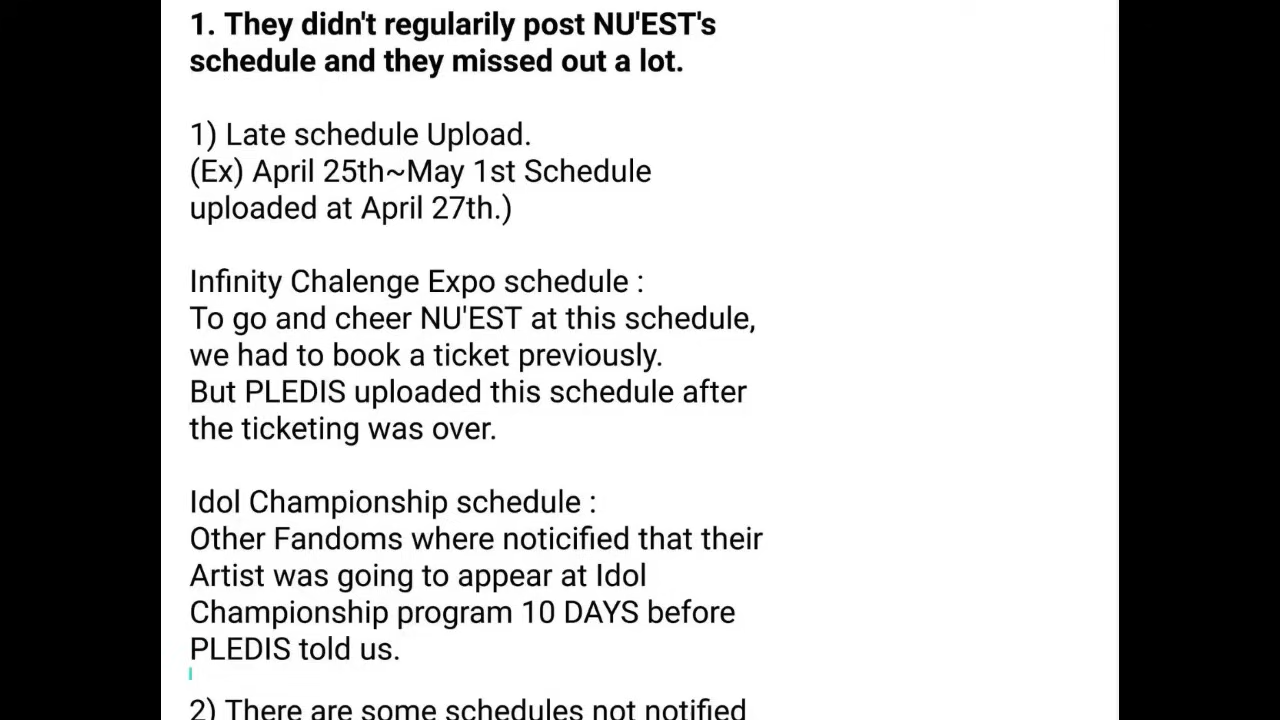 1. They didn't regularily post NU'EST's
schedule and they missed out a lot.
1) Late schedule Upload.
(Ex) April 25th~May 1st Schedule
uploaded at April 27th.)
Infinity Chalenge Expo schedule :
To go and cheer NU'EST at this schedule,
we had to book a ticket previously.
But PLEDIS uploaded this schedule after
the ticketing was over.
Idol Championship schedule :
Other Fandoms where noticified that their
Artist was going to appear at Idol
Championship program 10 DAYS before
PLEDIS told us.
2) There are some schedules not notified